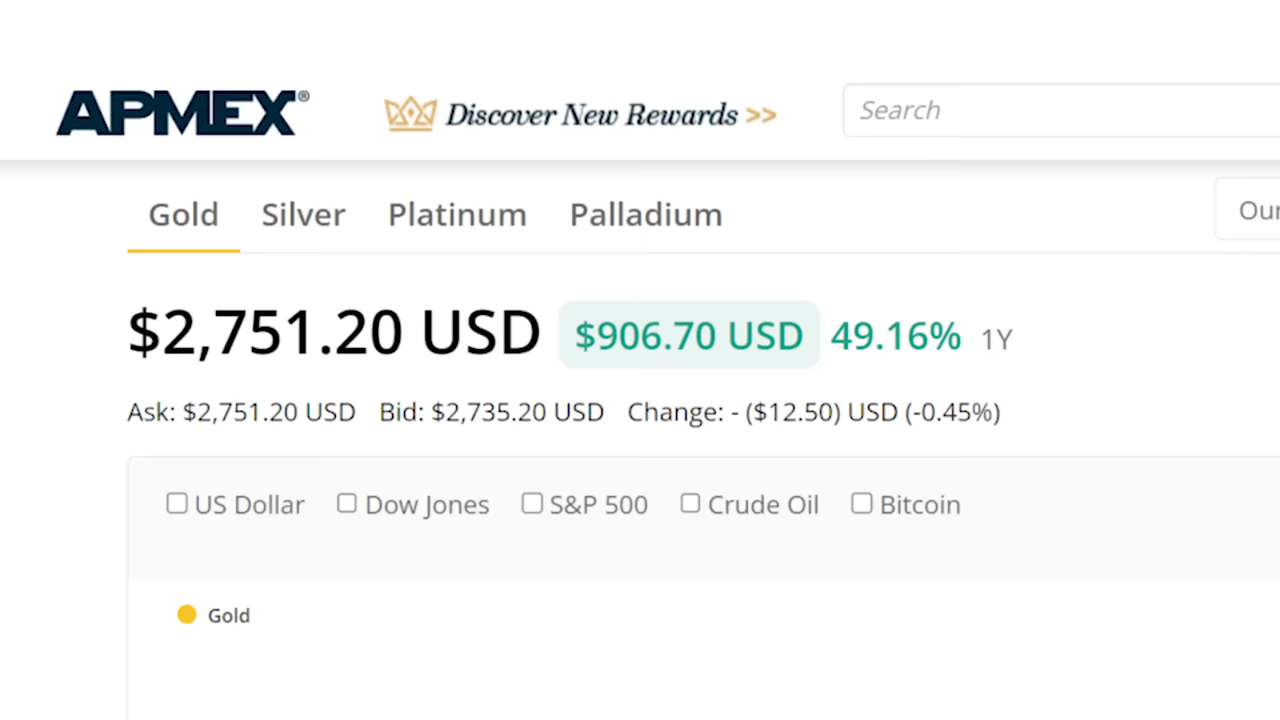 APMEX®
Discover New Rewards >>
Search
Gold Silver Platinum Palladium
Our
$2,751.20 USD $906.70 USD 49.16% 1Y
Ask: $2,751.20 USD Bid: $2,735.20 USD Change: - ($12.50) USD (-0.45%)
US Dollar Dow Jones S&P 500 Crude Oil Bitcoin
Gold